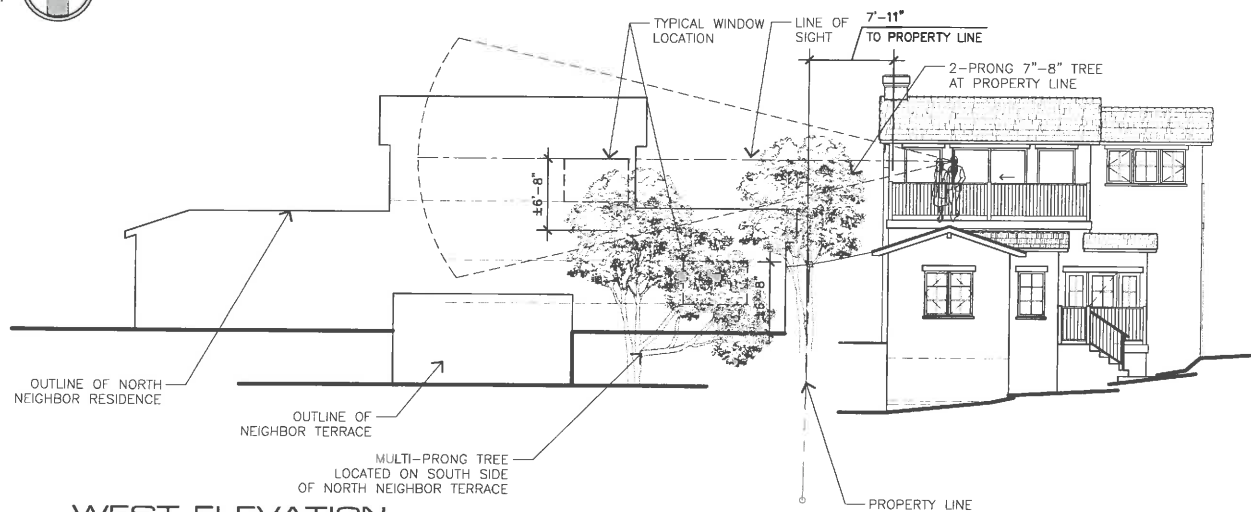 7'-11"
TYPICAL WINDOW
LOCATION
LINE OF
SIGHT
TO PROPERTY LINE
2-PRONG 7"-8" TREE
AT PROPERTY LINE
±6'-8"
±6'-8"
OUTLINE OF NORTH
NEIGHBOR RESIDENCE
OUTLINE OF
NEIGHBOR TERRACE
MULTI-PRONG TREE
LOCATED ON SOUTH SIDE
OF NORTH NEIGHBOR TERRACE
PROPERTY LINE
WEST ELEVATION